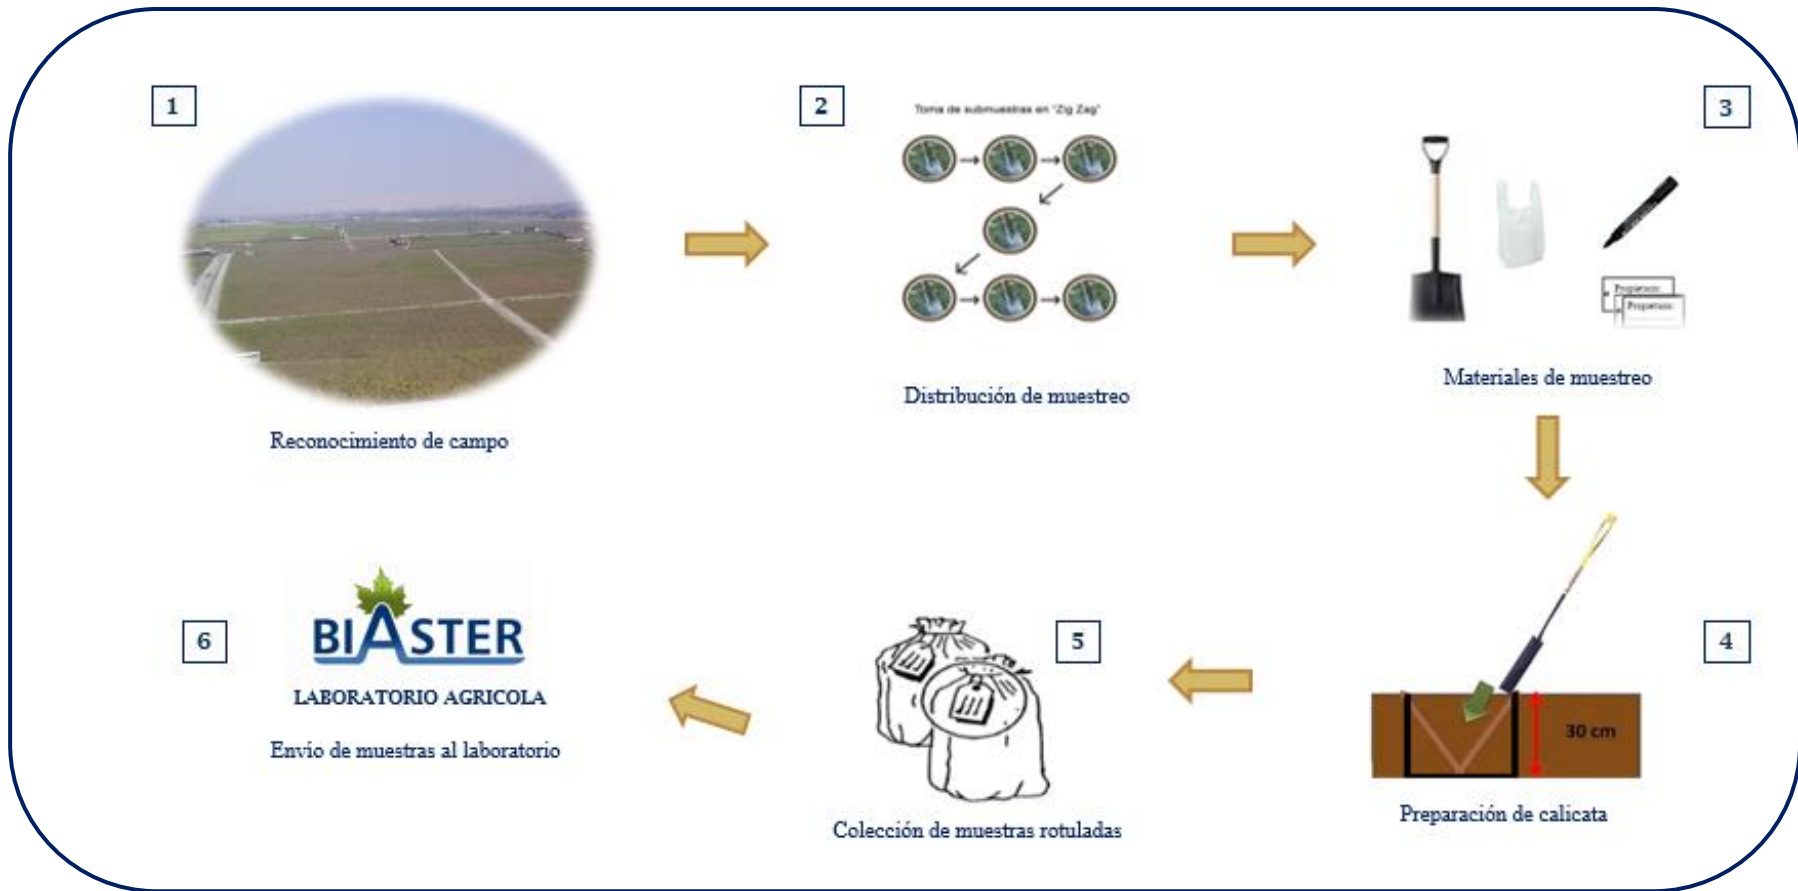 1
Reconocimiento de campo
2
Toma de submuestras en "Zig Zag"
Distribución de muestreo
3
Propietario:
Propietario:
Materiales de muestreo
4
30 cm
Preparación de calicata
5
Colección de muestras rotuladas
6
BIASTER
LABORATORIO AGRICOLA
Envío de muestras al laboratorio